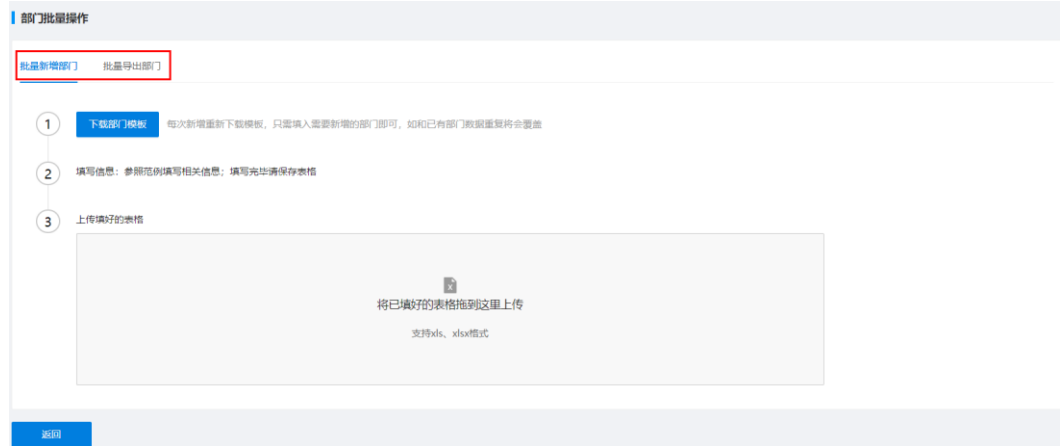 部门批量操作
批量新增部门 批量导出部门
1 下载部门模板 每次新增重新下载模板，只需填入需要新增的部门即可，如和已有部门数据重复将会覆盖
2 填写信息：参照范例填写相关信息；填写完毕请保存表格
3 上传填好的表格
x
将已填好的表格拖到这里上传
支持xls、xlsx格式
返回